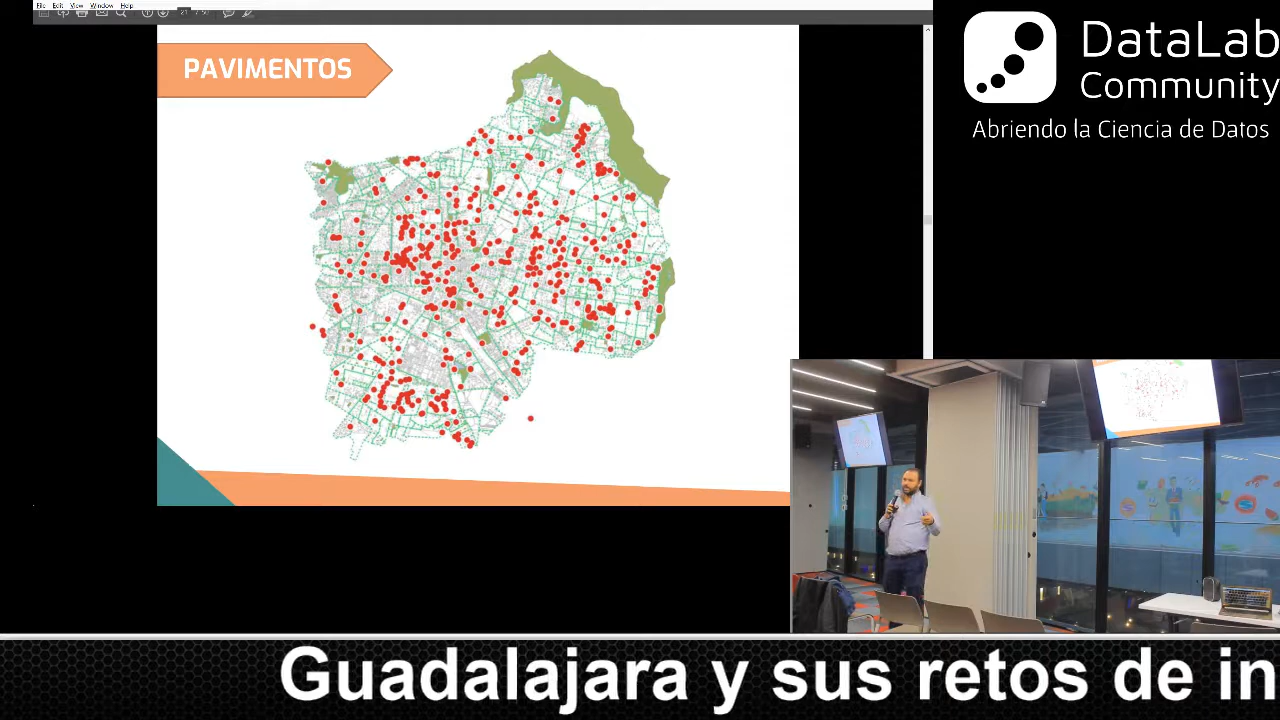 File Edit View Window Help
PAVIMENTOS
DataLab
Community
Abriendo la Ciencia de Datos
Guadalajara y sus retos de in